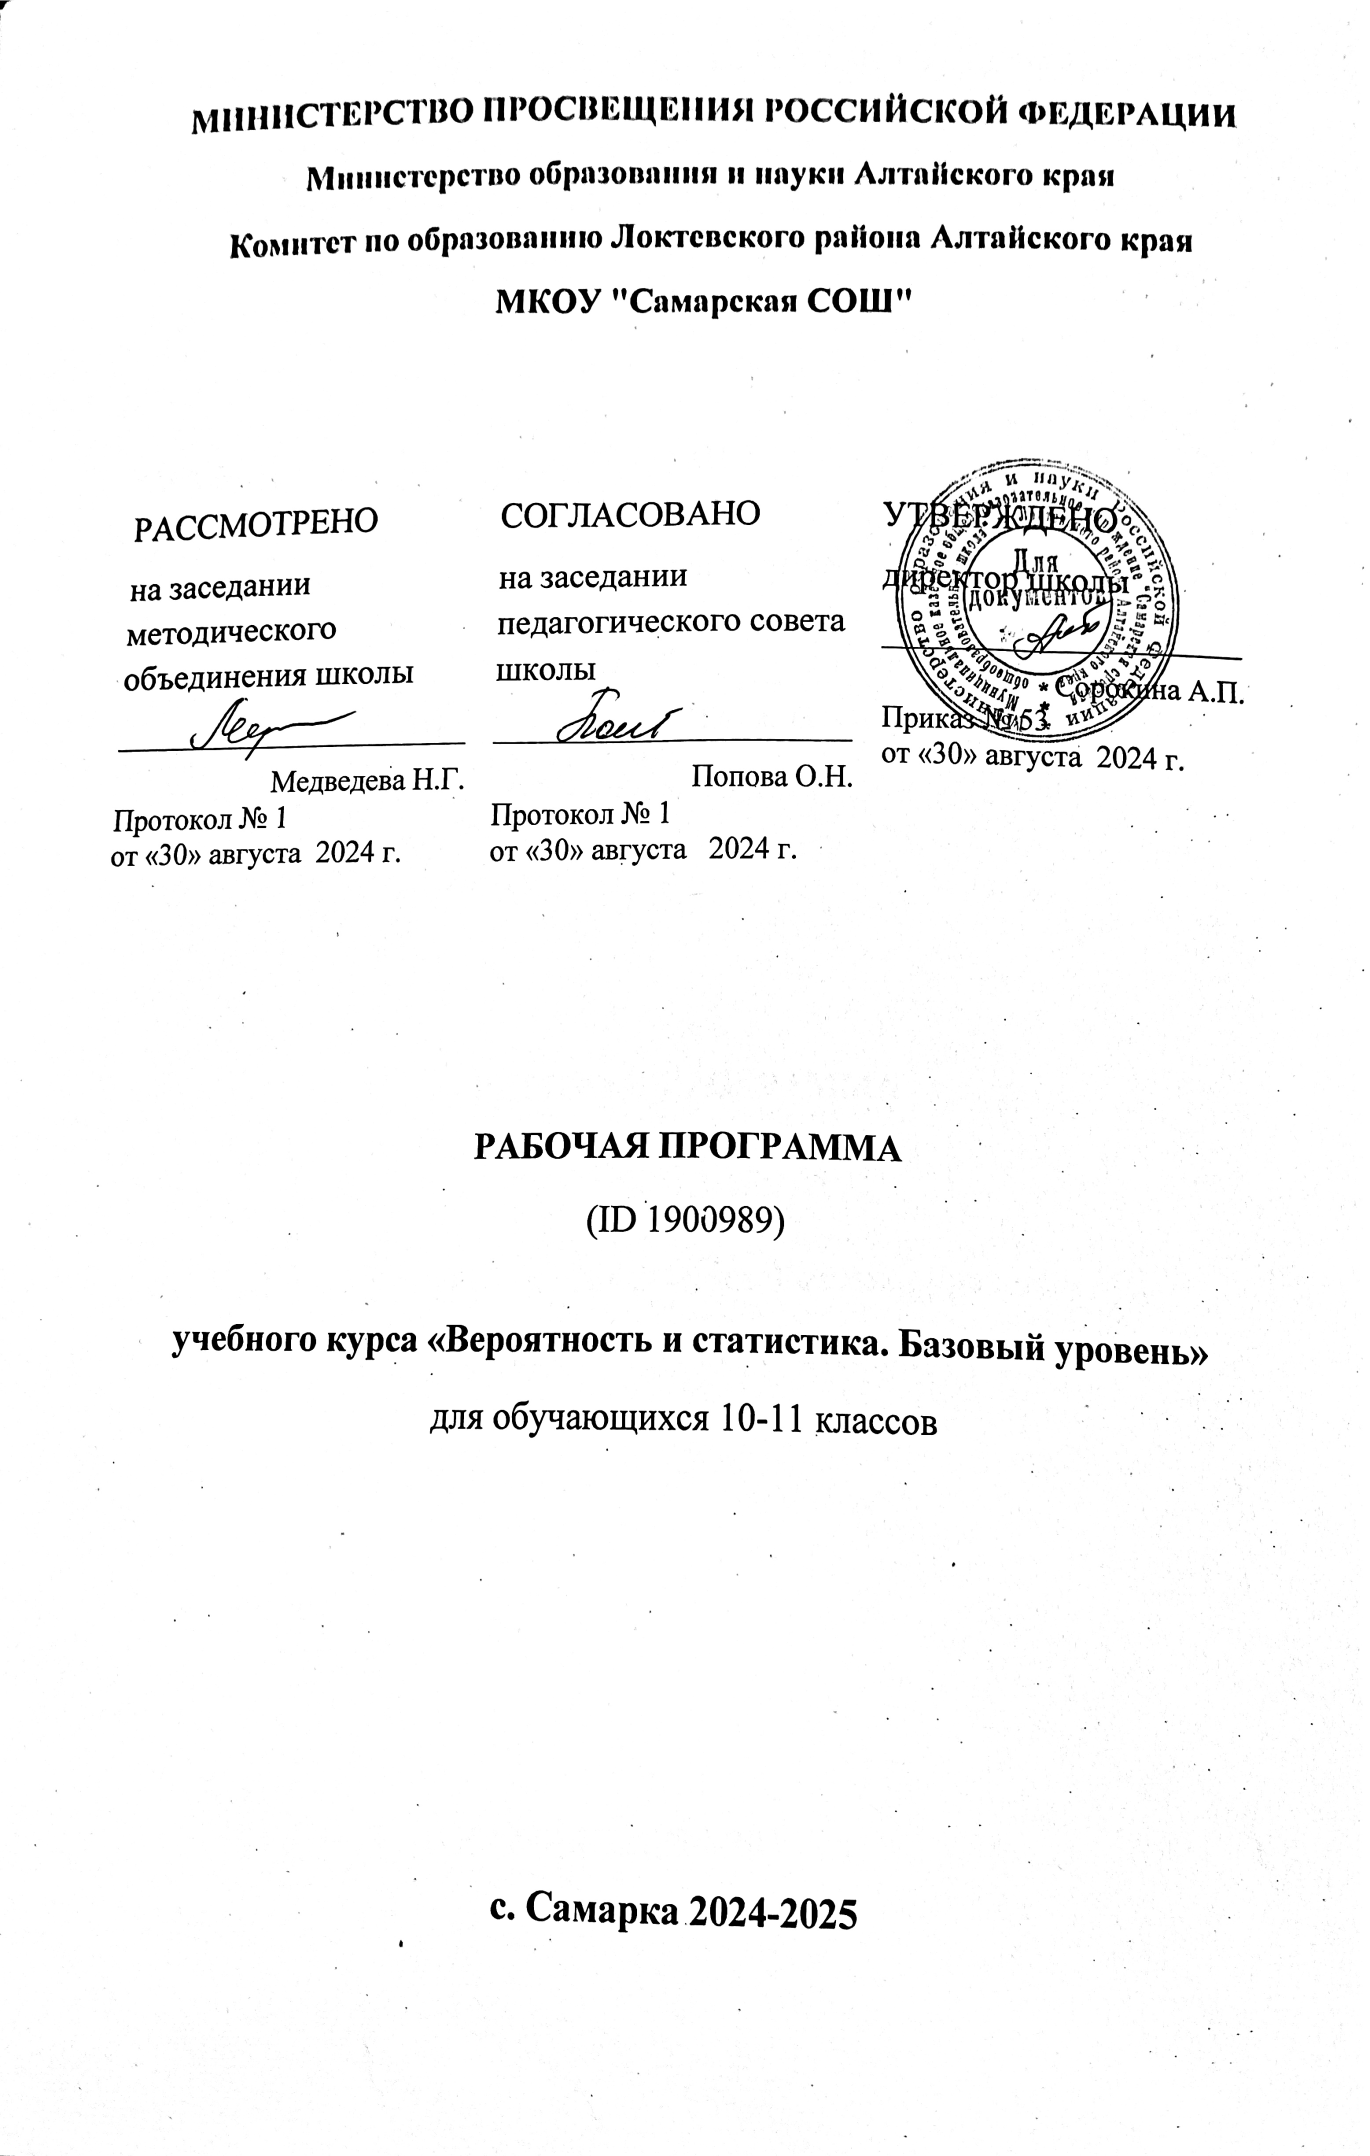 МИНИСТЕРСТВО ПРОСВЕЩЕНИЯ РОССИЙСКОЙ ФЕДЕРАЦИИ
Министерство образования и науки Алтайского края
Комитет по образованию Локтевского района Алтайского края
МКОУ "Самарская СОШ"
РАССМОТРЕНО
на заседании
методического
объединения школы
Медведева Н.Г.
Протокол № 1
от «30» августа 2024 г.
СОГЛАСОВАНО
на заседании
педагогического совета
школы
Попова О.Н.
Протокол № 1
от «30» августа 2024 г.
УТВЕРЖДЕНО
директор школы
Сорокина А.П.
Приказ № 53
от «30» августа 2024 г.
Для
документов
РАБОЧАЯ ПРОГРАММА
(ID 1900989)
учебного курса «Вероятность и статистика. Базовый уровень»
для обучающихся 10-11 классов
с. Самарка 2024-2025